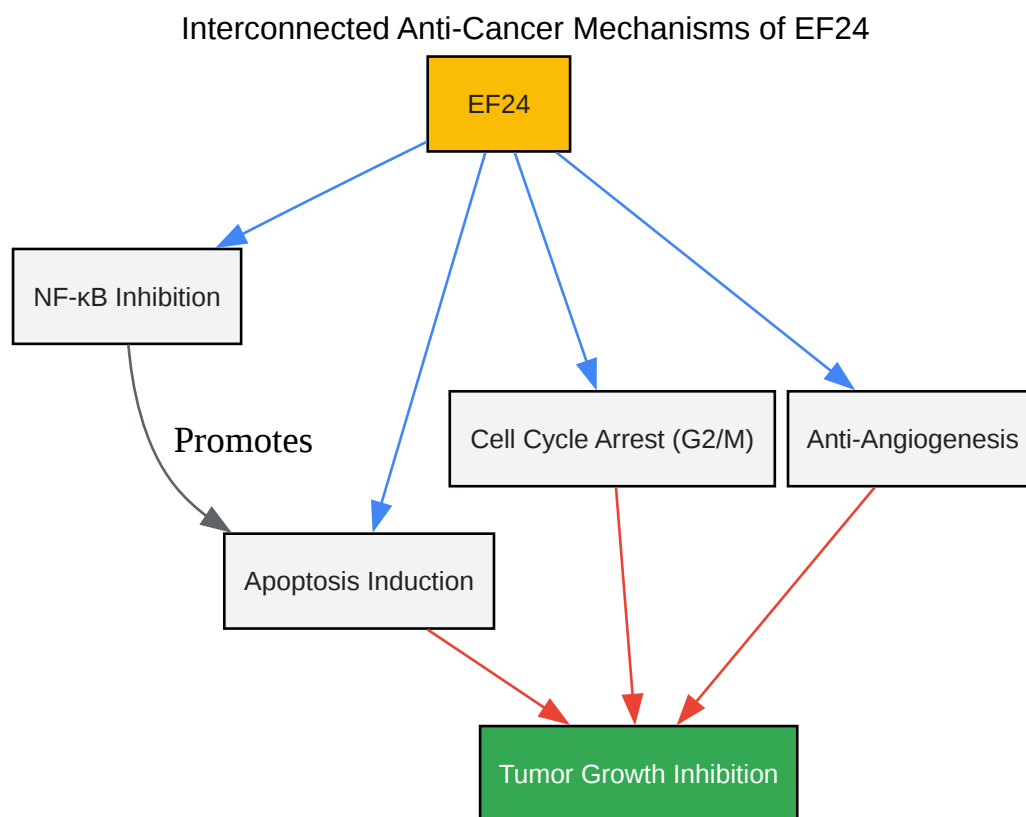 Interconnected Anti-Cancer Mechanisms of EF24
EF24
NF-κB Inhibition
Promotes
Cell Cycle Arrest (G2/M)
Anti-Angiogenesis
Apoptosis Induction
Tumor Growth Inhibition